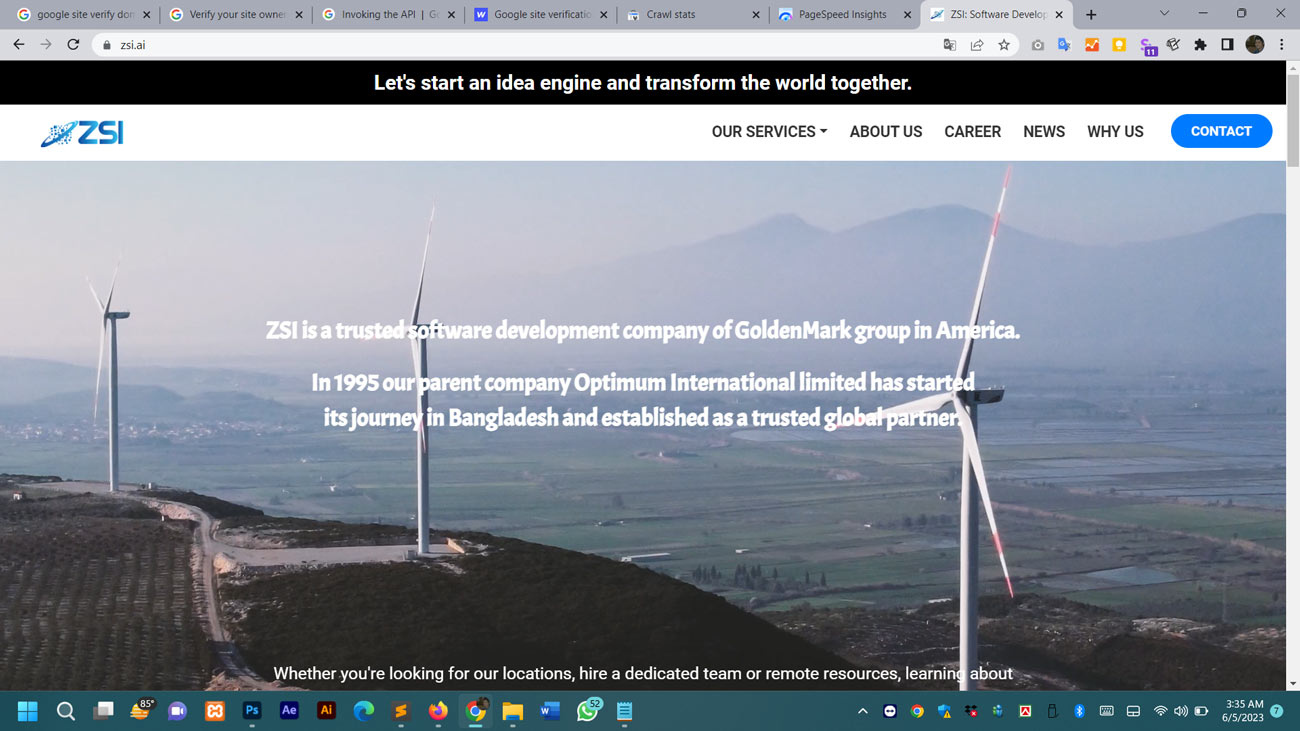 google site verify don
Verify your site owner
Invoking the API | Go
Google site verificatio
Crawl stats
PageSpeed Insights
ZSI: Software Develop
zsi.ai
11
Let's start an idea engine and transform the world together.
ZSI
OUR SERVICES
ABOUT US
CAREER
NEWS
WHY US
CONTACT
ZSI is a trusted software development company of GoldenMark group in America.
In 1995 our parent company Optimum International limited has started
its journey in Bangladesh and established as a trusted global partner.
Whether you're looking for our locations, hire a dedicated team or remote resources, learning about
85°
Ps
Ae
Ai
52
3:35 AM
6/5/2023
7